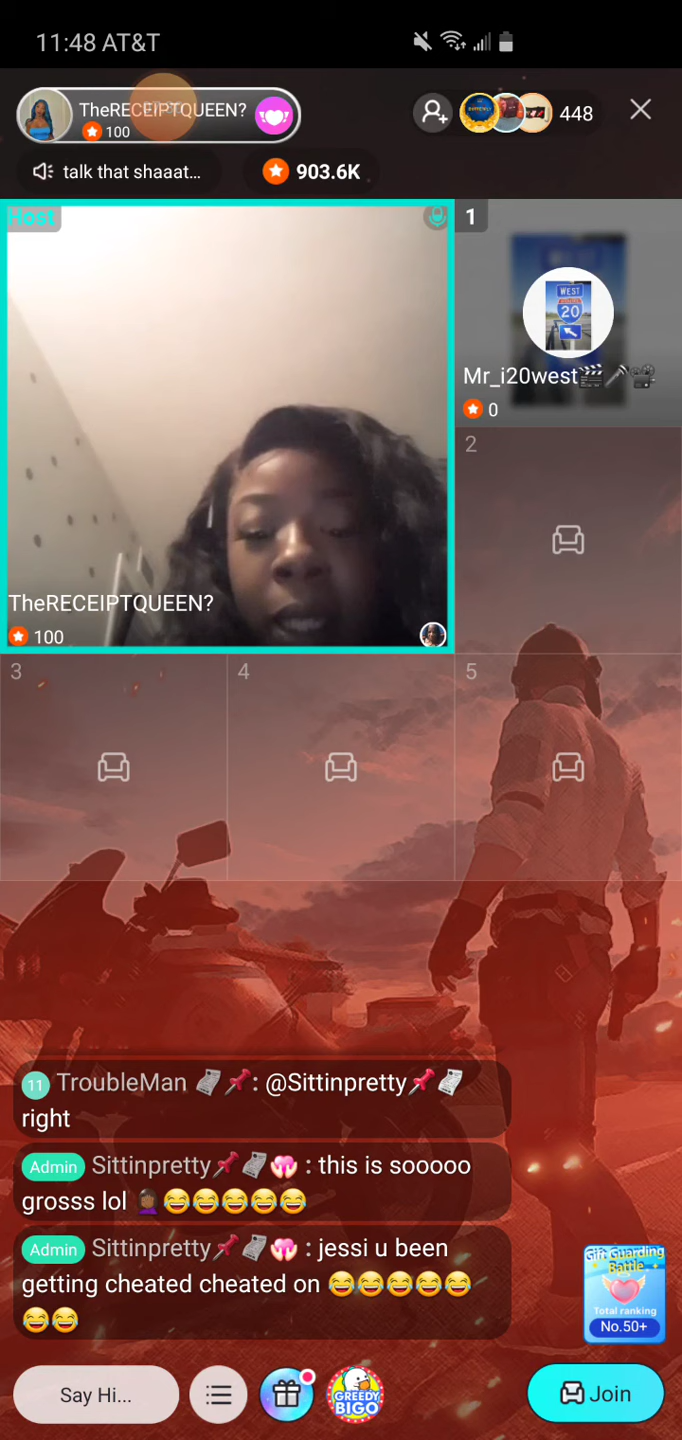 11:48 AT&T
TheRECEIPTQUEEN?
100
448
talk that shaaat...
903.6K
Host
1
WEST
20
Mr_i20west🎬🎤📽
0
2
TheRECEIPTQUEEN?
100
3
4
5
11 TroubleMan 🗞📌: @Sittinpretty📌🗞
right
Admin Sittinpretty📌🗞💝 : this is sooooo
grosss lol 🤦🏾‍♀️😂😂😂😂😂
Admin Sittinpretty📌🗞💝 : jessi u been
getting cheated cheated on 😂😂😂😂😂
😂😂
Gift Guarding
Battle
Total ranking
No.50+
Say Hi...
GREEDY
BIGO
Join